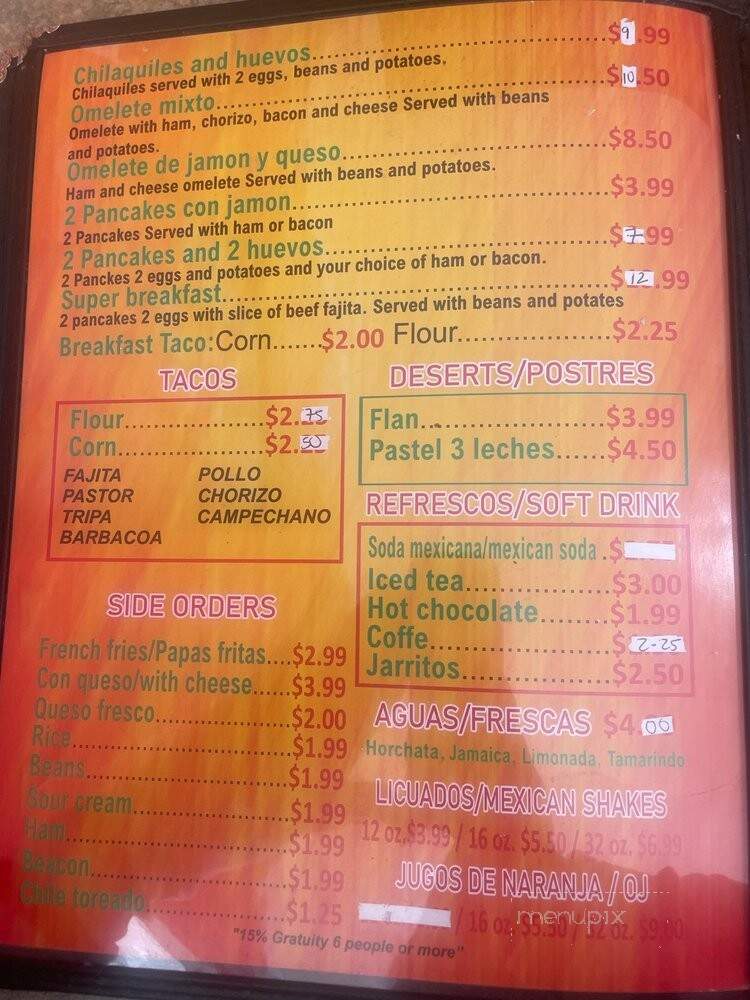 Chilaquiles and huevos..............................$9.99
Chilaquiles served with 2 eggs, beans and potatoes.
Omelete mixto..............................$10.50
Omelete with ham, chorizo, bacon and cheese Served with beans
and potatoes.
Omelete de jamon y queso..............................$8.50
Ham and cheese omelete Served with beans and potatoes.
2 Pancakes con jamon..............................$3.99
2 Pancakes Served with ham or bacon
2 Pancakes and 2 huevos..............................$7.99
2 Panckes 2 eggs and potatoes and your choice of ham or bacon.
Super breakfast..............................$12.99
2 pancakes 2 eggs with slice of beef fajita. Served with beans and potates
Breakfast Taco:Corn.......$2.00 Flour....................$2.25
TACOS
Flour....................$2.75
Corn....................$2.50
FAJITA POLLO
PASTOR CHORIZO
TRIPA CAMPECHANO
BARBACOA
SIDE ORDERS
French fries/Papas fritas....$2.99
Con queso/with cheese......$3.99
Queso fresco....................$2.00
Rice..............................$1.99
Beans..............................$1.99
Sour cream....................$1.99
Ham..............................$1.99
Beacon..............................$1.99
Chile toreado....................$1.25
"15% Gratuity 6 people or more"
DESERTS/POSTRES
Flan..............................$3.99
Pastel 3 leches......$4.50
REFRESCOS/SOFT DRINK
Soda mexicana/mexican soda .$
Iced tea....................$3.00
Hot chocolate.......$1.99
Coffe....................$2-25
Jarritos....................$2.50
AGUAS/FRESCAS $4.00
Horchata, Jamaica, Limonada, Tamarindo
LICUADOS/MEXICAN SHAKES
12 oz.$3.99 / 16 oz. $5.50 / 32 oz. $6.99
JUGOS DE NARANJA / OJ
/ 16 oz. $5.50 / 32 oz. $9.00
menupix